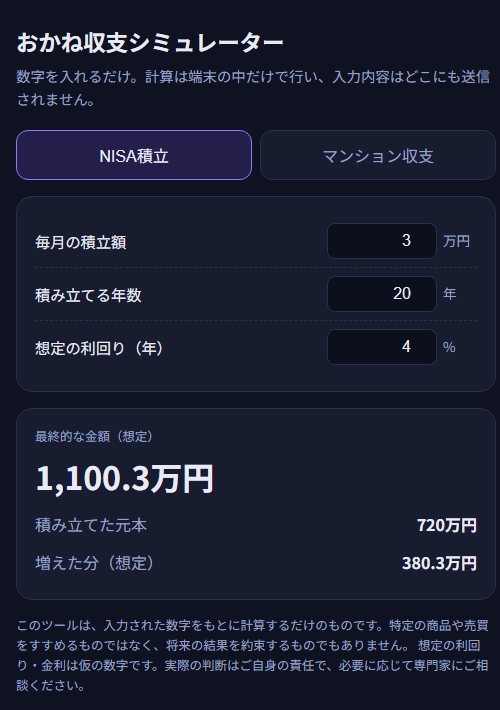 おかね収支シミュレーター
数字を入れるだけ。計算は端末の中だけで行い、入力内容はどこにも送信
されません。
NISA積立 マンション収支
毎月の積立額 3 万円
積み立てる年数 20 年
想定の利回り（年） 4 %
最終的な金額（想定）
1,100.3万円
積み立てた元本 720万円
増えた分（想定） 380.3万円
このツールは、入力された数字をもとに計算するだけのものです。特定の商品や売買
をすすめるものではなく、将来の結果を約束するものでもありません。 想定の利回
り・金利は仮の数字です。実際の判断はご自身の責任で、必要に応じて専門家にご相
談ください。